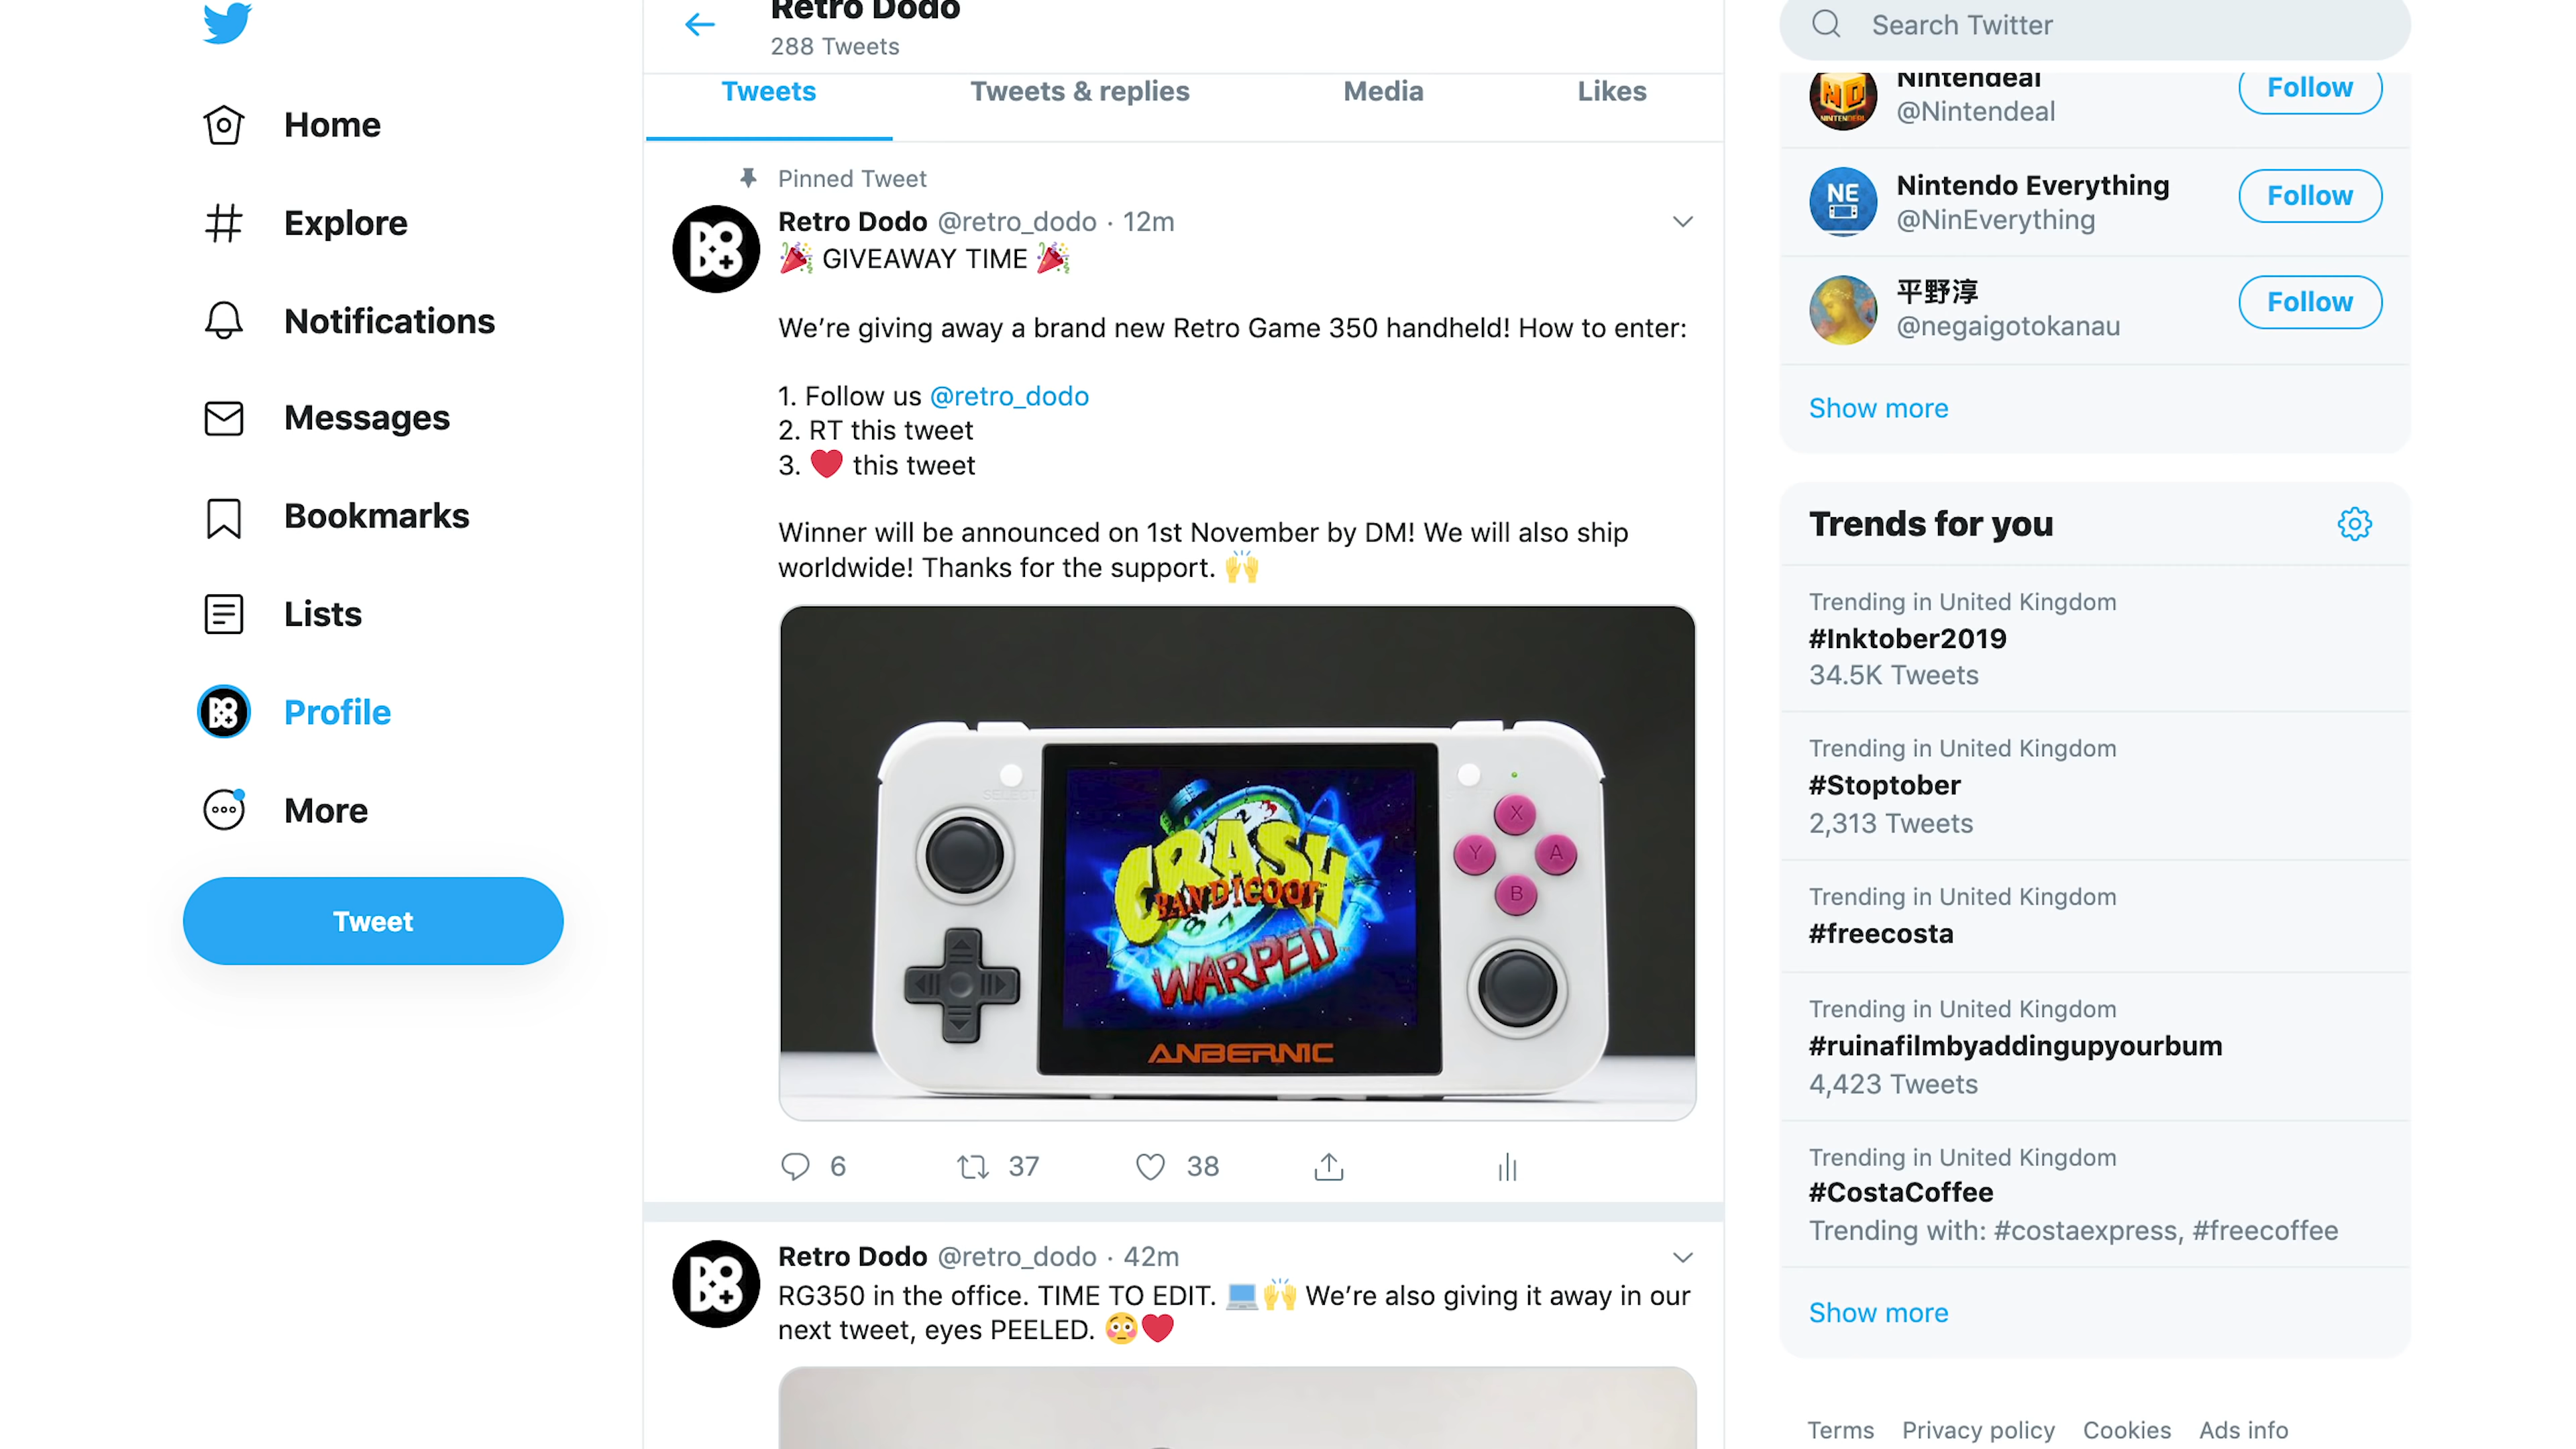 Retro Dodo
288 Tweets
Search Twitter
Home
Explore
Notifications
Messages
Bookmarks
Lists
Profile
More
Tweet
Tweets
Tweets & replies
Media
Likes
Pinned Tweet
Retro Dodo @retro_dodo · 12m
🎉 GIVEAWAY TIME 🎉
We’re giving away a brand new Retro Game 350 handheld! How to enter:
1. Follow us @retro_dodo
2. RT this tweet
3. ❤️ this tweet
Winner will be announced on 1st November by DM! We will also ship
worldwide! Thanks for the support. 🙌
SELECT
CRASH
BANDICOOT
WARPED
X
Y
A
B
ANBERNIC
6
37
38
Retro Dodo @retro_dodo · 42m
RG350 in the office. TIME TO EDIT. 💻🙌 We’re also giving it away in our
next tweet, eyes PEELED. 😳❤️
Nintendeal
@Nintendeal
Follow
ND
NINTENDEAL
Nintendo Everything
@NinEverything
Follow
NE
平野淳
@negaigotokanau
Follow
Show more
Trends for you
Trending in United Kingdom
#Inktober2019
34.5K Tweets
Trending in United Kingdom
#Stoptober
2,313 Tweets
Trending in United Kingdom
#freecosta
Trending in United Kingdom
#ruinafilmbyaddingupyourbum
4,423 Tweets
Trending in United Kingdom
#CostaCoffee
Trending with: #costaexpress, #freecoffee
Show more
Terms
Privacy policy
Cookies
Ads info